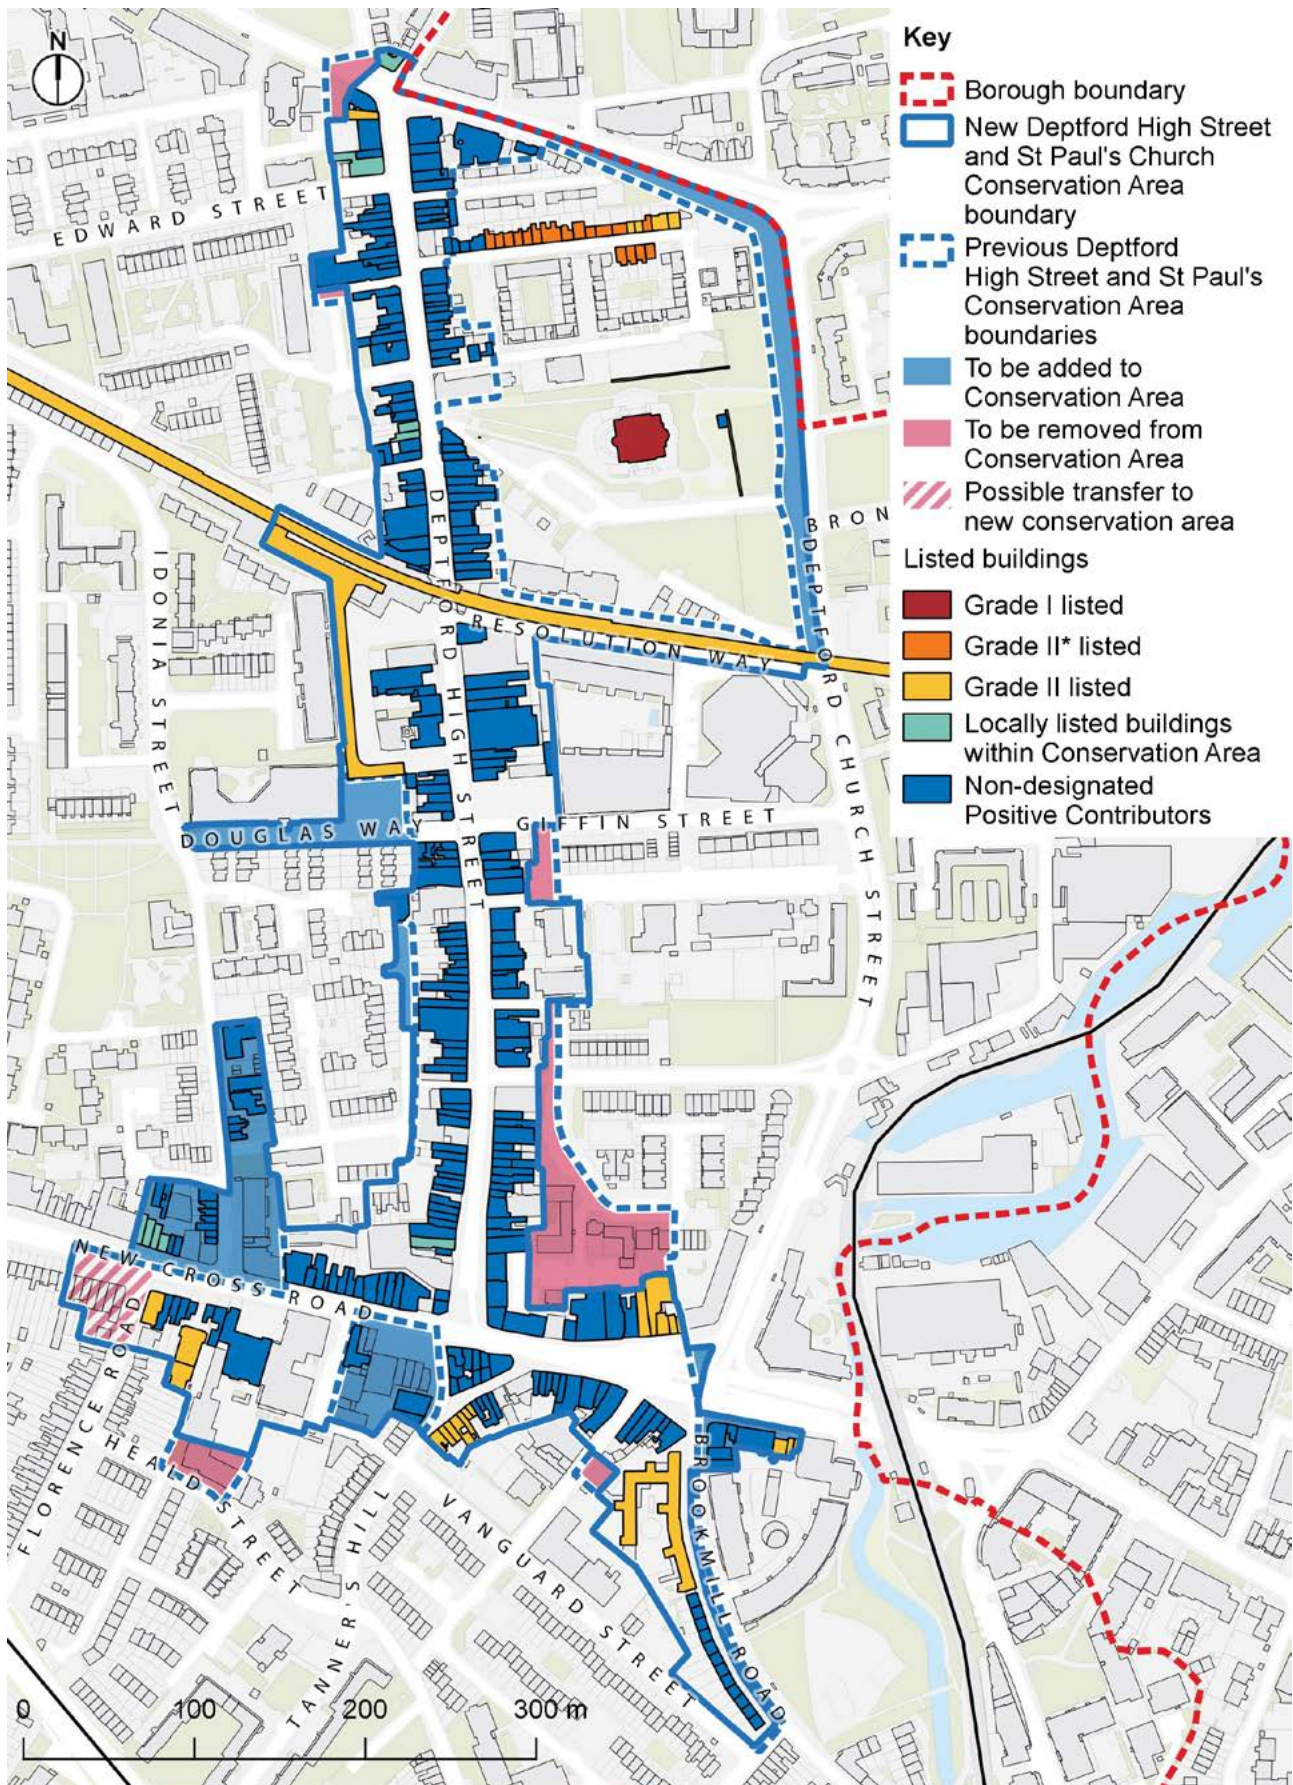 N
Key
Borough boundary
New Deptford High Street
and St Paul's Church
Conservation Area
boundary
Previous Deptford
High Street and St Paul's
Conservation Area
boundaries
To be added to
Conservation Area
To be removed from
Conservation Area
Possible transfer to
new conservation area
Listed buildings
Grade I listed
Grade II* listed
Grade II listed
Locally listed buildings
within Conservation Area
Non-designated
Positive Contributors
EDWARD STREET
IDONIA STREET
DEPTFORD HIGH STREET
RESOLUTION WAY
BRON
DEPTFORD CHURCH STREET
DOUGLAS WAY
GIFFIN STREET
NEW CROSS ROAD
FLORENCE ROAD
HEALD STREET
TANNER'S HILL
VANGUARD STREET
BROOKMILL ROAD
0 100 200 300 m